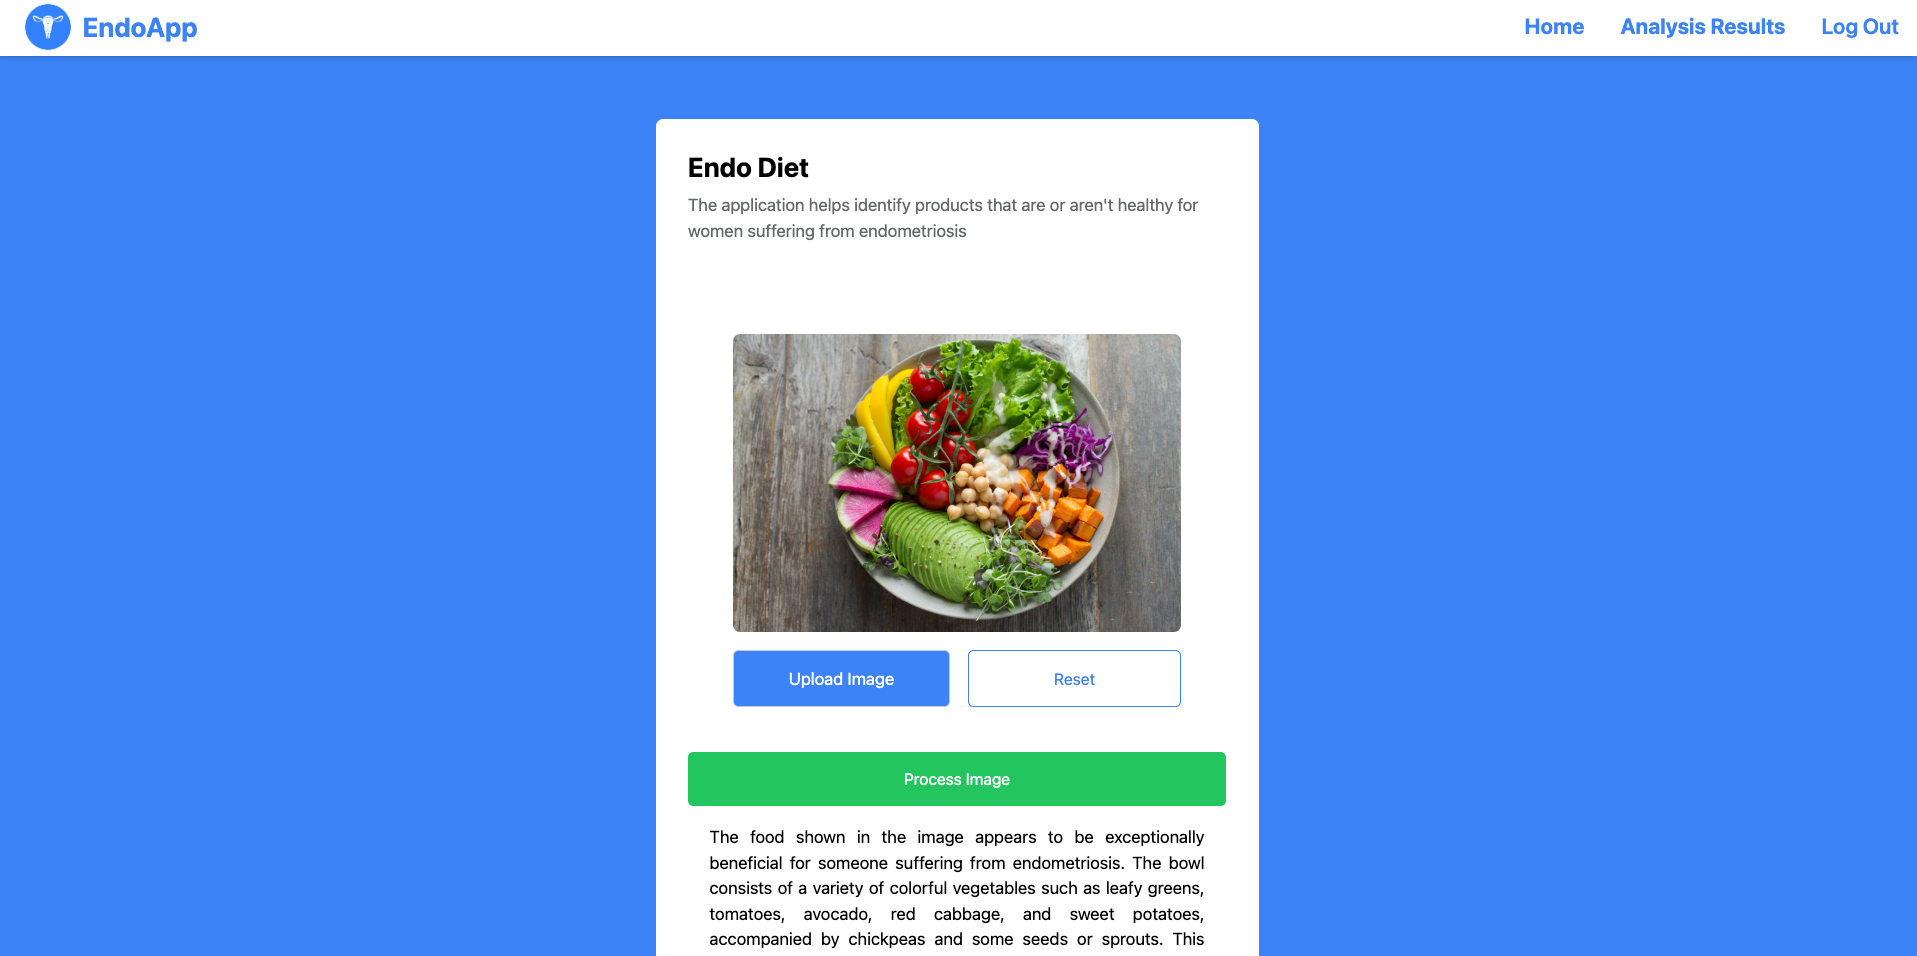 EndoApp
Home
Analysis Results
Log Out
Endo Diet
The application helps identify products that are or aren't healthy for
women suffering from endometriosis
Upload Image
Reset
Process Image
The food shown in the image appears to be exceptionally
beneficial for someone suffering from endometriosis. The bowl
consists of a variety of colorful vegetables such as leafy greens,
tomatoes, avocado, red cabbage, and sweet potatoes,
accompanied by chickpeas and some seeds or sprouts. This